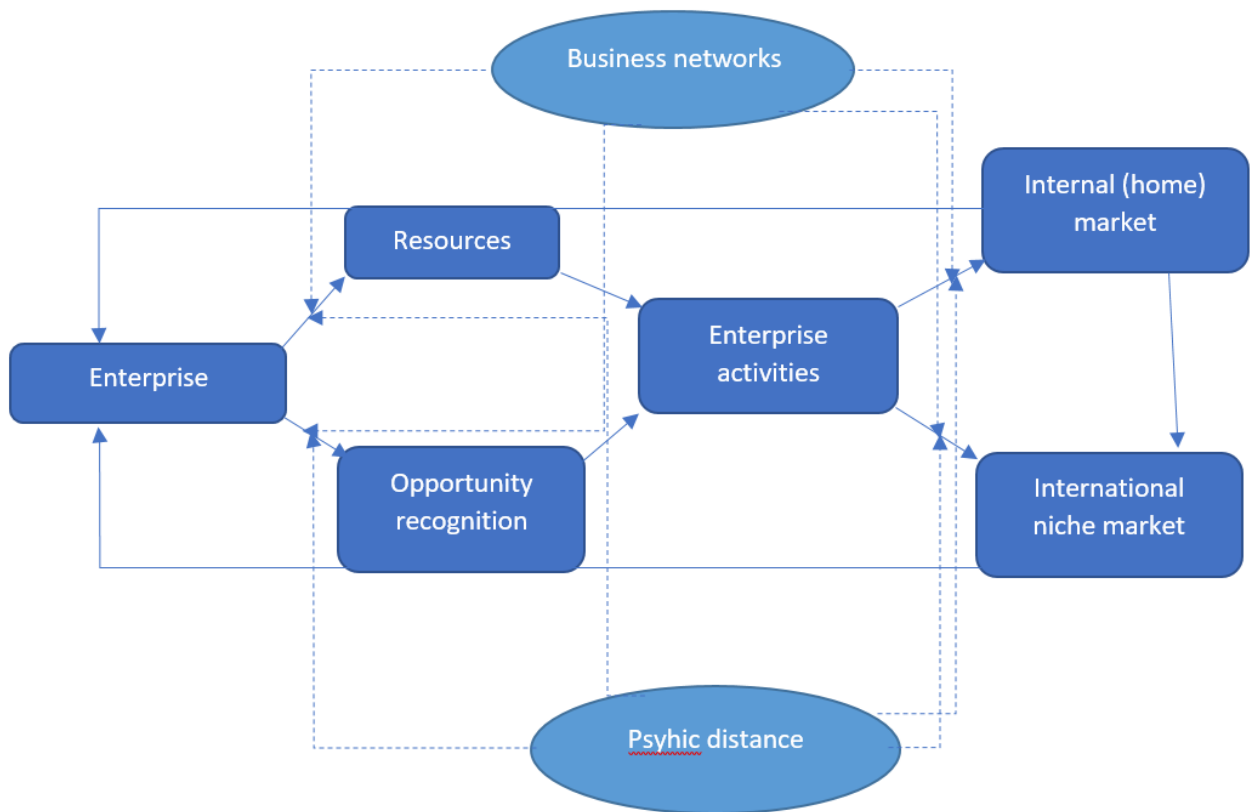 Business networks
Internal (home)
market
Resources
Enterprise
activities
Enterprise
Opportunity
recognition
International
niche market
Psyhic distance